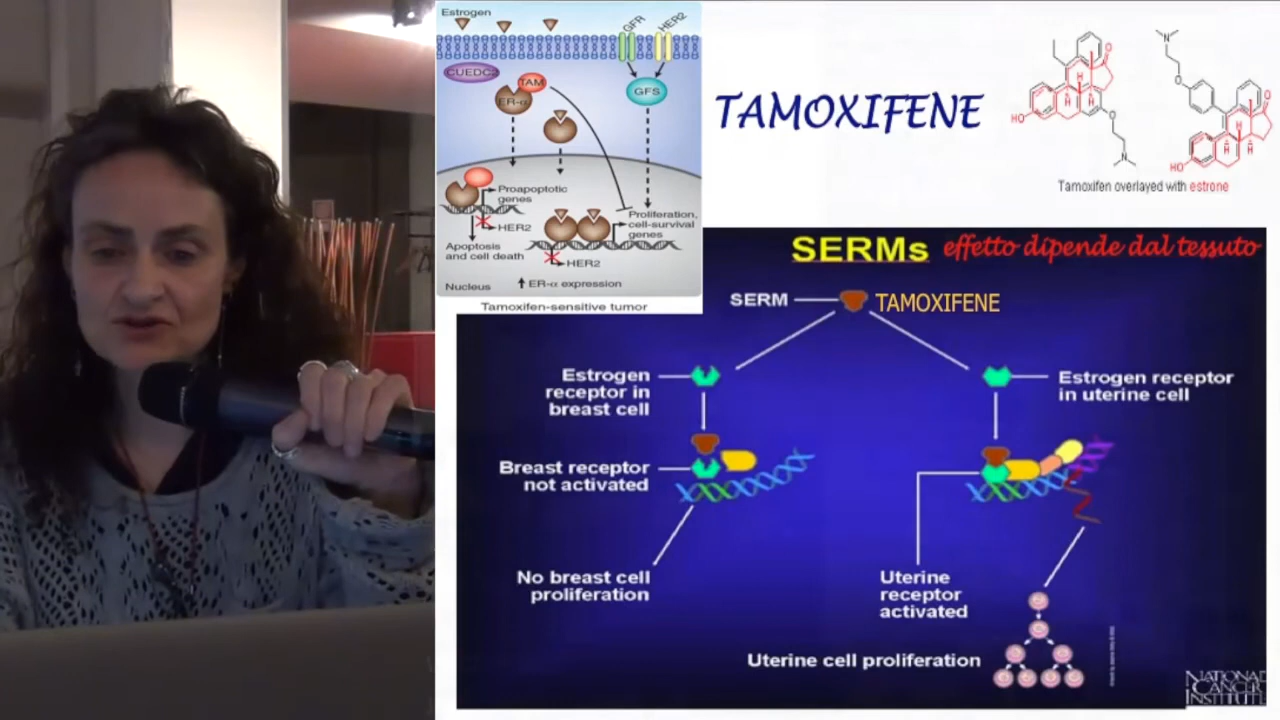 Estrogen
GFR
HER2
CUEDC2
TAM
ER-α
GFS
Proapoptotic
genes
HER2
Apoptosis
and cell death
Proliferation,
cell-survival
genes
HER2
Nucleus
ER-α expression
Tamoxifen-sensitive tumor
TAMOXIFENE
HO
O
O
N
N
O
O
HO
H
H
H
H
H
H
Tamoxifen overlayed with estrone
SERMs effetto dipende dal tessuto
SERM
TAMOXIFENE
Estrogen
receptor in
breast cell
Estrogen receptor
in uterine cell
Breast receptor
not activated
No breast cell
proliferation
Uterine
receptor
activated
Uterine cell proliferation
NATIONAL
CANCER
INSTITUTE